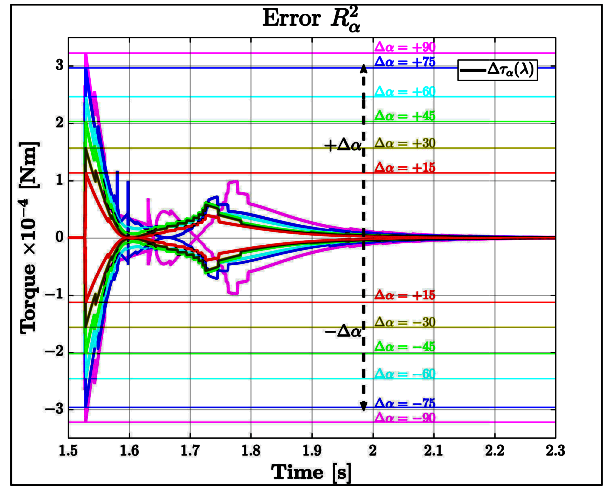 Error R²_α
Δα = +90
Δα = +75
Δτ_α(λ)
Δα = +60
Δα = +45
+Δα
Δα = +30
Δα = +15
Δα = +15
−Δα
Δα = −30
Δα = −45
Δα = −60
Δα = −75
Δα = −90
3
2
1
0
-1
-2
-3
Torque ×10⁻⁴ [Nm]
1.5 1.6 1.7 1.8 1.9 2 2.1 2.2 2.3
Time [s]